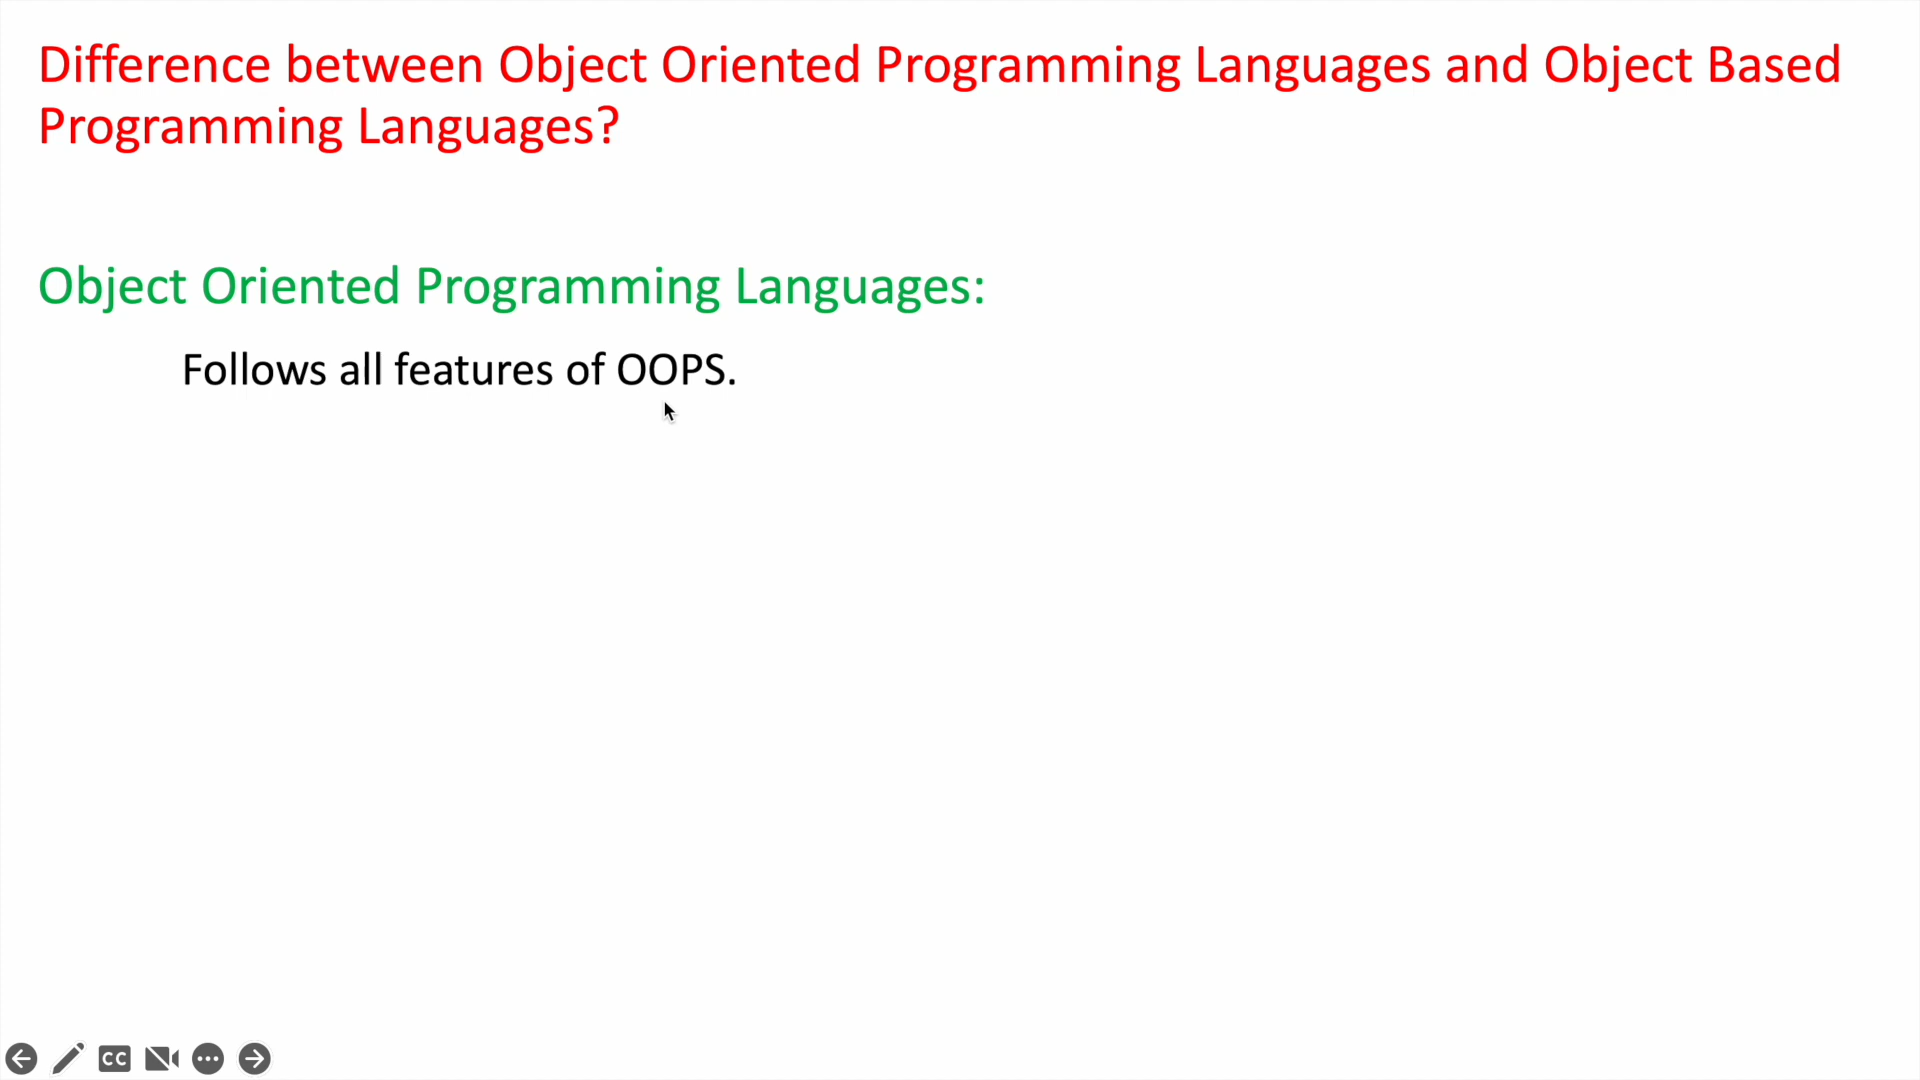 Difference between Object Oriented Programming Languages and Object Based
Programming Languages?
Object Oriented Programming Languages:
Follows all features of OOPS.
CC